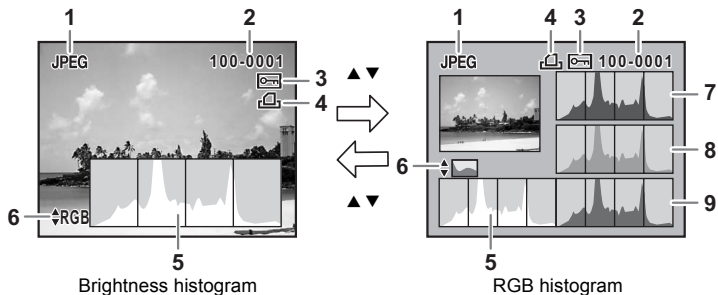 1 2
JPEG 100-0001
3
4
6 RGB
5
Brightness histogram
▲▼
▲▼
1 4 3 2
JPEG 100-0001
7
8
6
9
5
RGB histogram